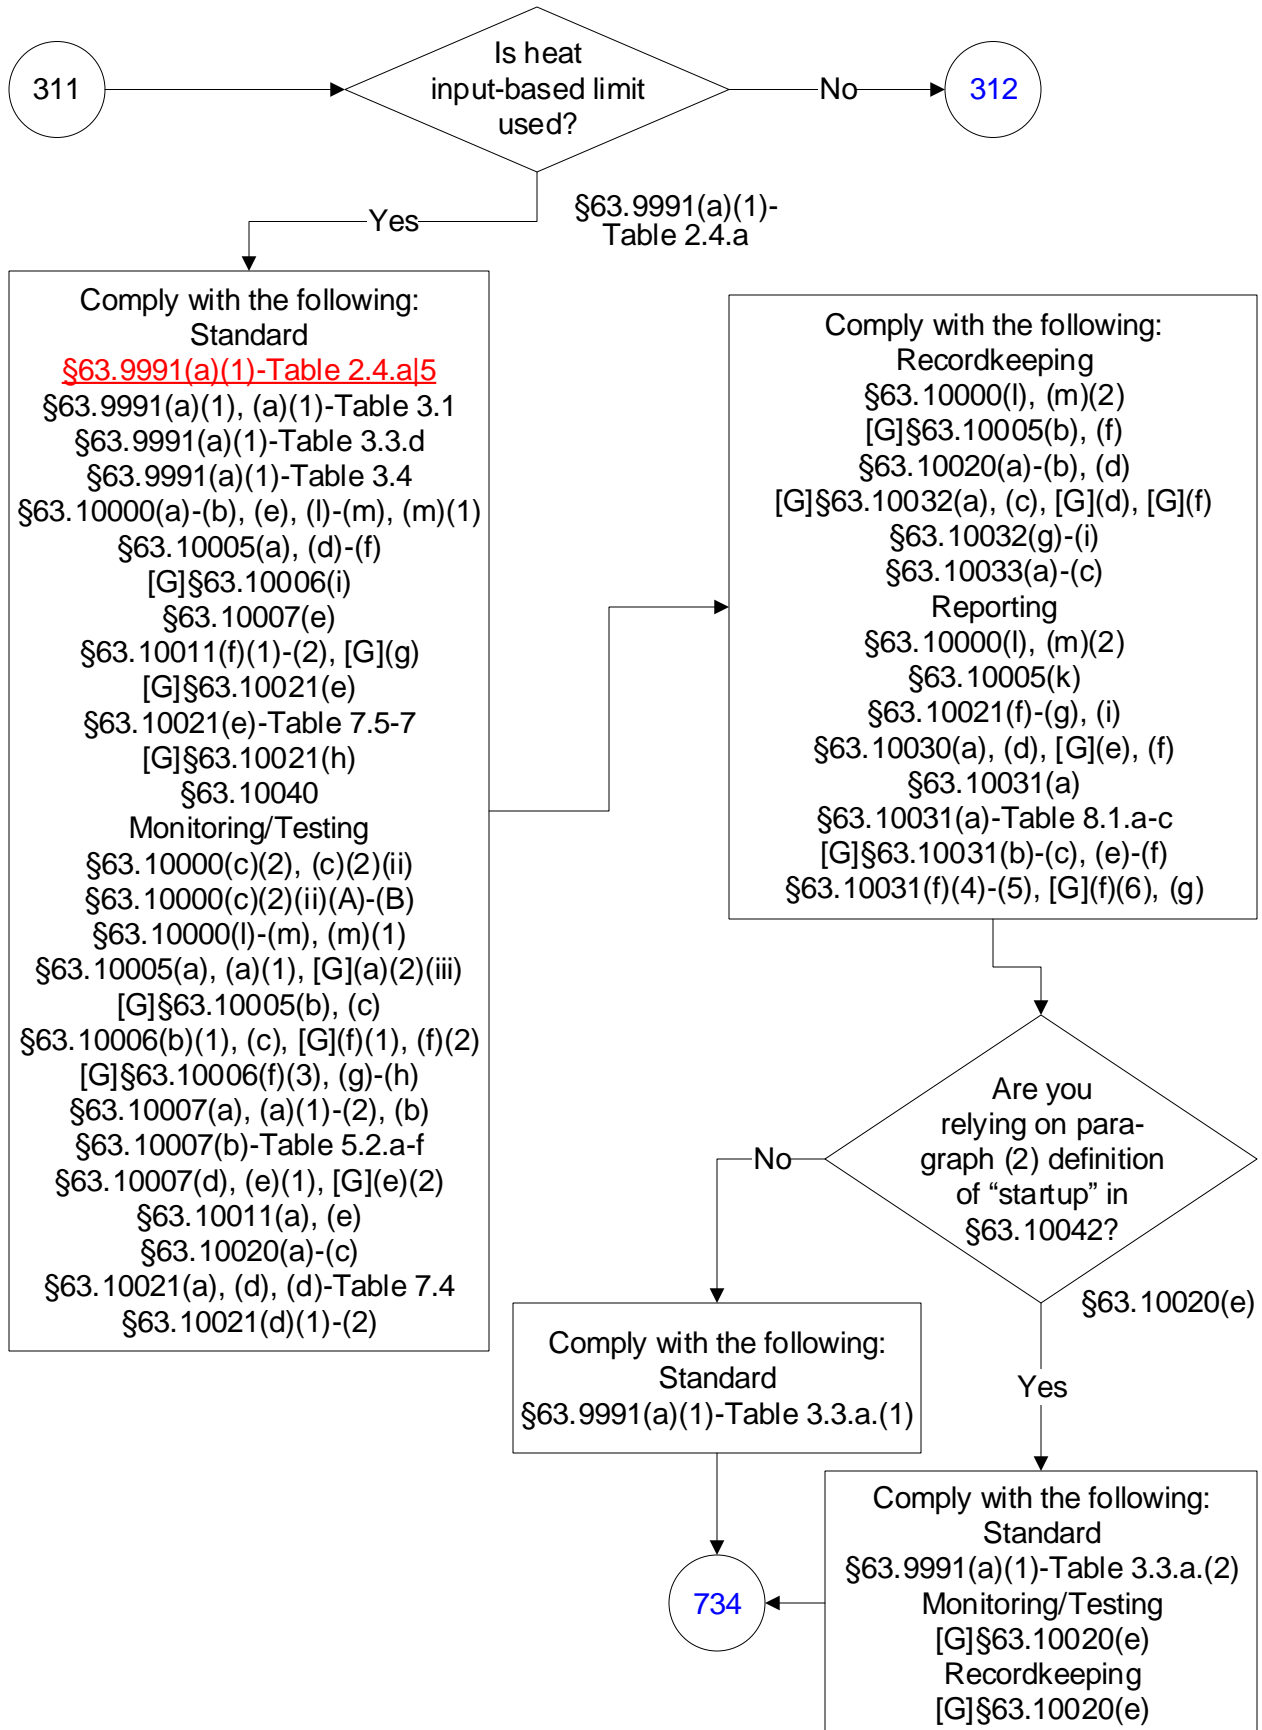 311
Is heat
input-based limit
used?
No
312
§63.9991(a)(1)-
Table 2.4.a
Yes
Comply with the following:
Standard
§63.9991(a)(1)-Table 2.4.a|5
§63.9991(a)(1), (a)(1)-Table 3.1
§63.9991(a)(1)-Table 3.3.d
§63.9991(a)(1)-Table 3.4
§63.10000(a)-(b), (e), (l)-(m), (m)(1)
§63.10005(a), (d)-(f)
[G]§63.10006(i)
§63.10007(e)
§63.10011(f)(1)-(2), [G](g)
[G]§63.10021(e)
§63.10021(e)-Table 7.5-7
[G]§63.10021(h)
§63.10040
Monitoring/Testing
§63.10000(c)(2), (c)(2)(ii)
§63.10000(c)(2)(ii)(A)-(B)
§63.10000(l)-(m), (m)(1)
§63.10005(a), (a)(1), [G](a)(2)(iii)
[G]§63.10005(b), (c)
§63.10006(b)(1), (c), [G](f)(1), (f)(2)
[G]§63.10006(f)(3), (g)-(h)
§63.10007(a), (a)(1)-(2), (b)
§63.10007(b)-Table 5.2.a-f
§63.10007(d), (e)(1), [G](e)(2)
§63.10011(a), (e)
§63.10020(a)-(c)
§63.10021(a), (d), (d)-Table 7.4
§63.10021(d)(1)-(2)
Comply with the following:
Recordkeeping
§63.10000(l), (m)(2)
[G]§63.10005(b), (f)
§63.10020(a)-(b), (d)
[G]§63.10032(a), (c), [G](d), [G](f)
§63.10032(g)-(i)
§63.10033(a)-(c)
Reporting
§63.10000(l), (m)(2)
§63.10005(k)
§63.10021(f)-(g), (i)
§63.10030(a), (d), [G](e), (f)
§63.10031(a)
§63.10031(a)-Table 8.1.a-c
[G]§63.10031(b)-(c), (e)-(f)
§63.10031(f)(4)-(5), [G](f)(6), (g)
Are you
relying on para-
graph (2) definition
of “startup” in
§63.10042?
No
§63.10020(e)
Yes
Comply with the following:
Standard
§63.9991(a)(1)-Table 3.3.a.(1)
Comply with the following:
Standard
§63.9991(a)(1)-Table 3.3.a.(2)
Monitoring/Testing
[G]§63.10020(e)
Recordkeeping
[G]§63.10020(e)
734